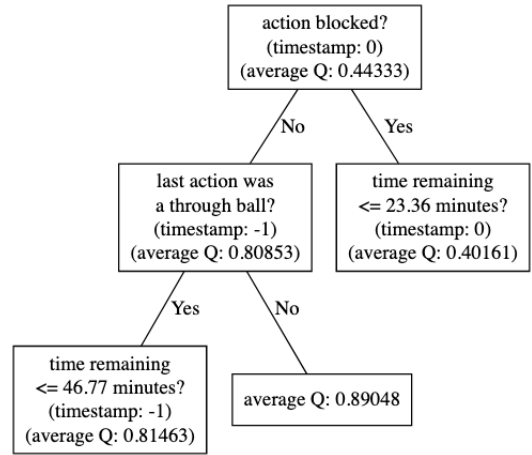 action blocked?
(timestamp: 0)
(average Q: 0.44333)
No
Yes
last action was
a through ball?
(timestamp: -1)
(average Q: 0.80853)
time remaining
<= 23.36 minutes?
(timestamp: 0)
(average Q: 0.40161)
Yes
No
time remaining
<= 46.77 minutes?
(timestamp: -1)
(average Q: 0.81463)
average Q: 0.89048